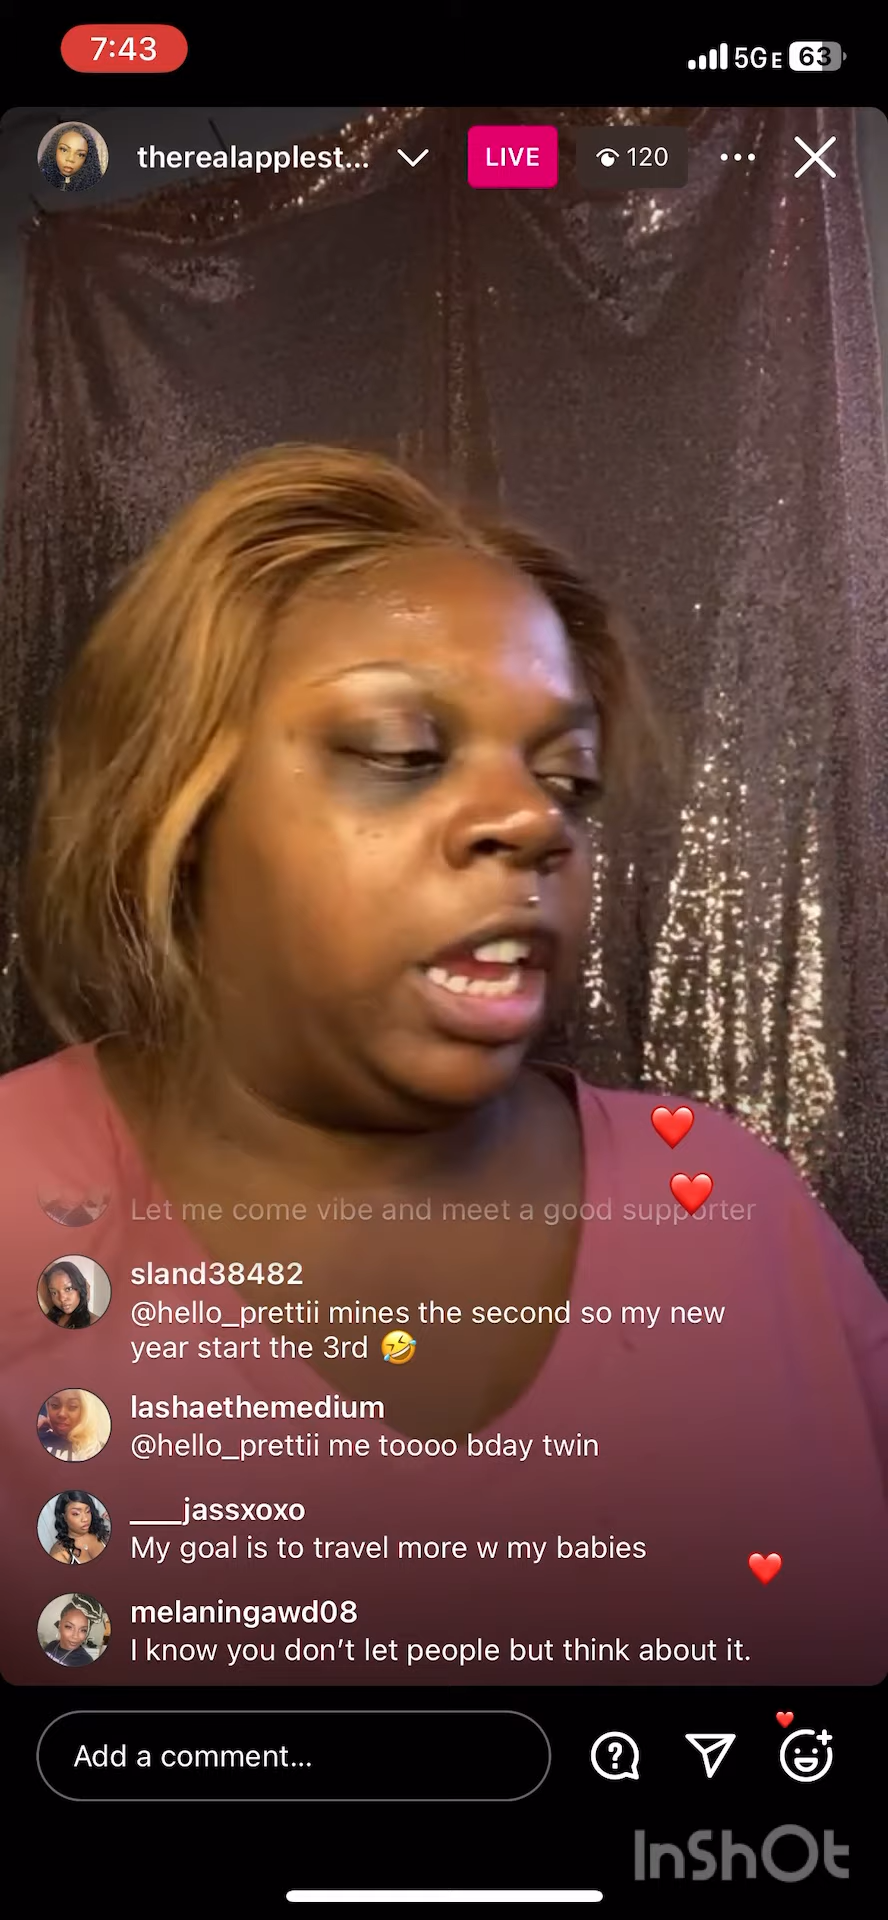 7:43
5GE 63
therealapplest...
LIVE
120
Let me come vibe and meet a good supporter
sland38482
@hello_prettii mines the second so my new
year start the 3rd 🤣
lashaethemedium
@hello_prettii me toooo bday twin
____jassxoxo
My goal is to travel more w my babies
melaningawd08
I know you don’t let people but think about it.
Add a comment...
InShOt